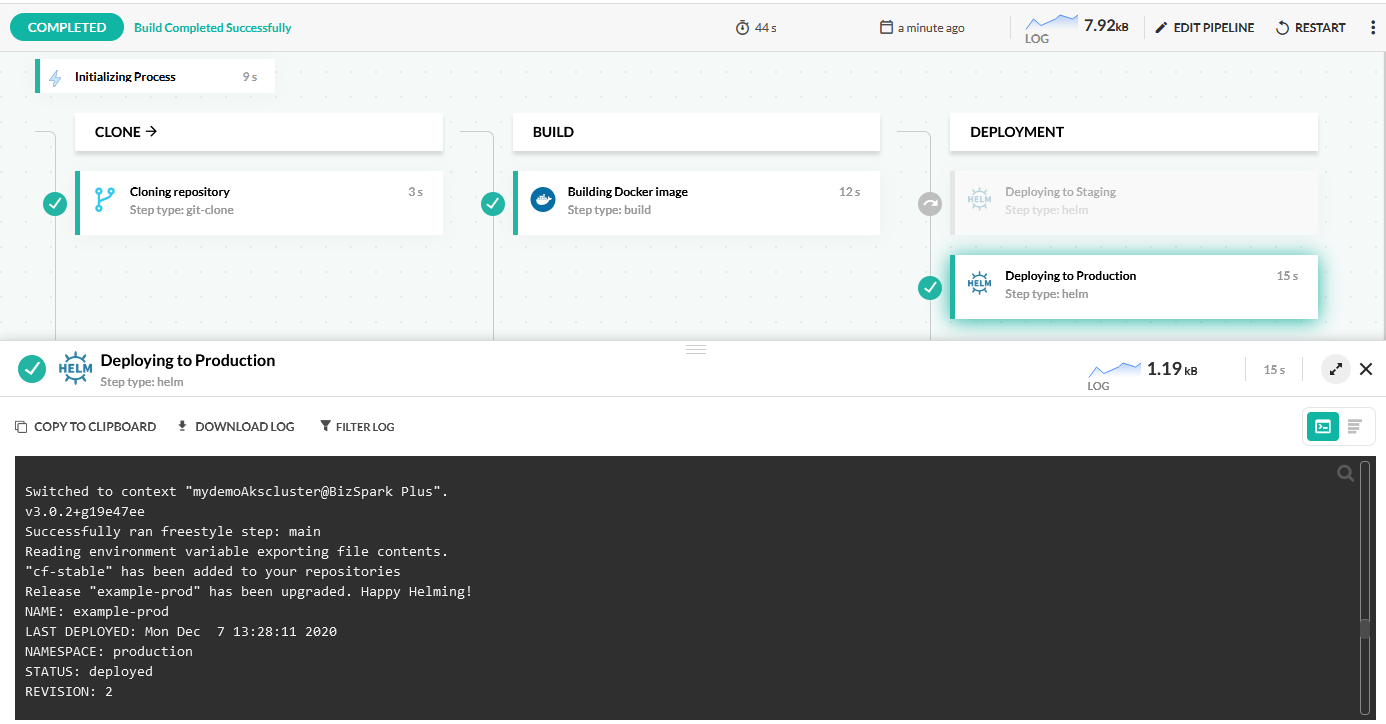 COMPLETED Build Completed Successfully 44 s a minute ago LOG 7.92kB EDIT PIPELINE RESTART
Initializing Process 9 s
CLONE →
Cloning repository 3 s
Step type: git-clone
BUILD
Building Docker image 12 s
Step type: build
DEPLOYMENT
HELM Deploying to Staging
Step type: helm
HELM Deploying to Production 15 s
Step type: helm
HELM Deploying to Production
Step type: helm
LOG 1.19 kB 15 s
COPY TO CLIPBOARD DOWNLOAD LOG FILTER LOG
Switched to context "mydemoAkscluster@BizSpark Plus".
v3.0.2+g19e47ee
Successfully ran freestyle step: main
Reading environment variable exporting file contents.
"cf-stable" has been added to your repositories
Release "example-prod" has been upgraded. Happy Helming!
NAME: example-prod
LAST DEPLOYED: Mon Dec  7 13:28:11 2020
NAMESPACE: production
STATUS: deployed
REVISION: 2